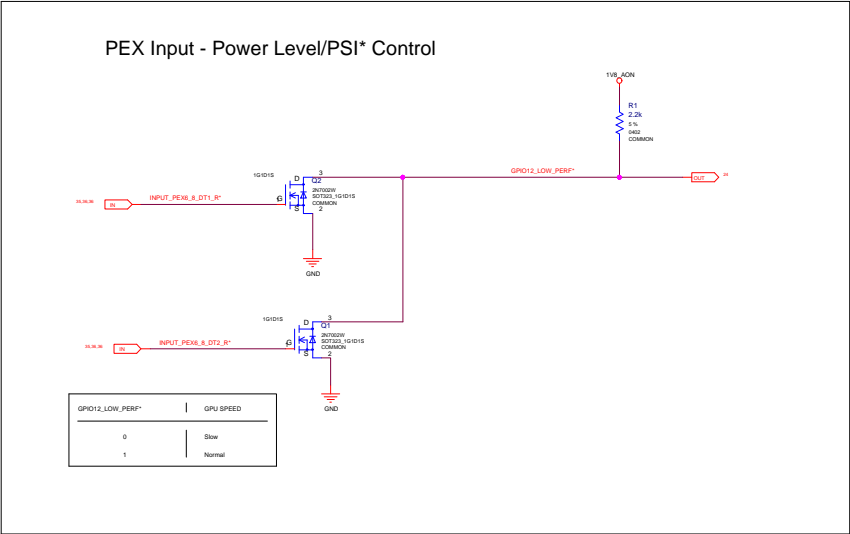 PEX Input - Power Level/PSI* Control
1V8_AON
R1
2.2k
5 %
0402
COMMON
GPIO12_LOW_PERF*
OUT
24
1G1D1S
D
3
Q2
2N7002W
SOT323_1G1D1S
COMMON
G
S
2
IN
INPUT_PEX6_8_DT1_R*
GND
1G1D1S
D
3
Q1
2N7002W
SOT323_1G1D1S
COMMON
G
S
2
IN
INPUT_PEX6_8_DT2_R*
GND
GPIO12_LOW_PERF* GPU SPEED
0 Slow
1 Normal